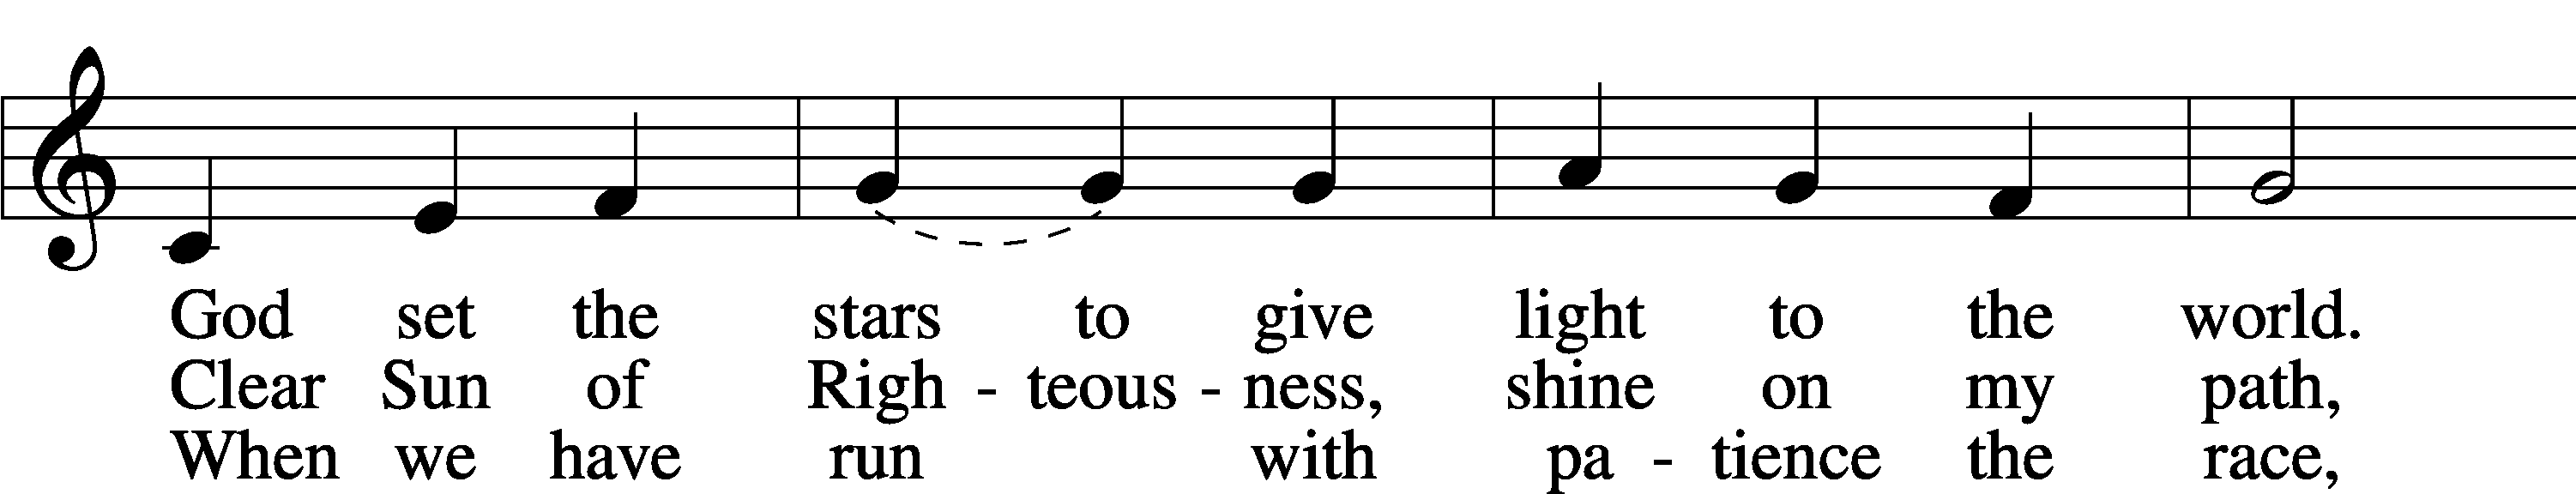 God set the stars to give light to the world.
Clear Sun of Righ - teous - ness, shine on my path,
When we have run with pa - tience the race,